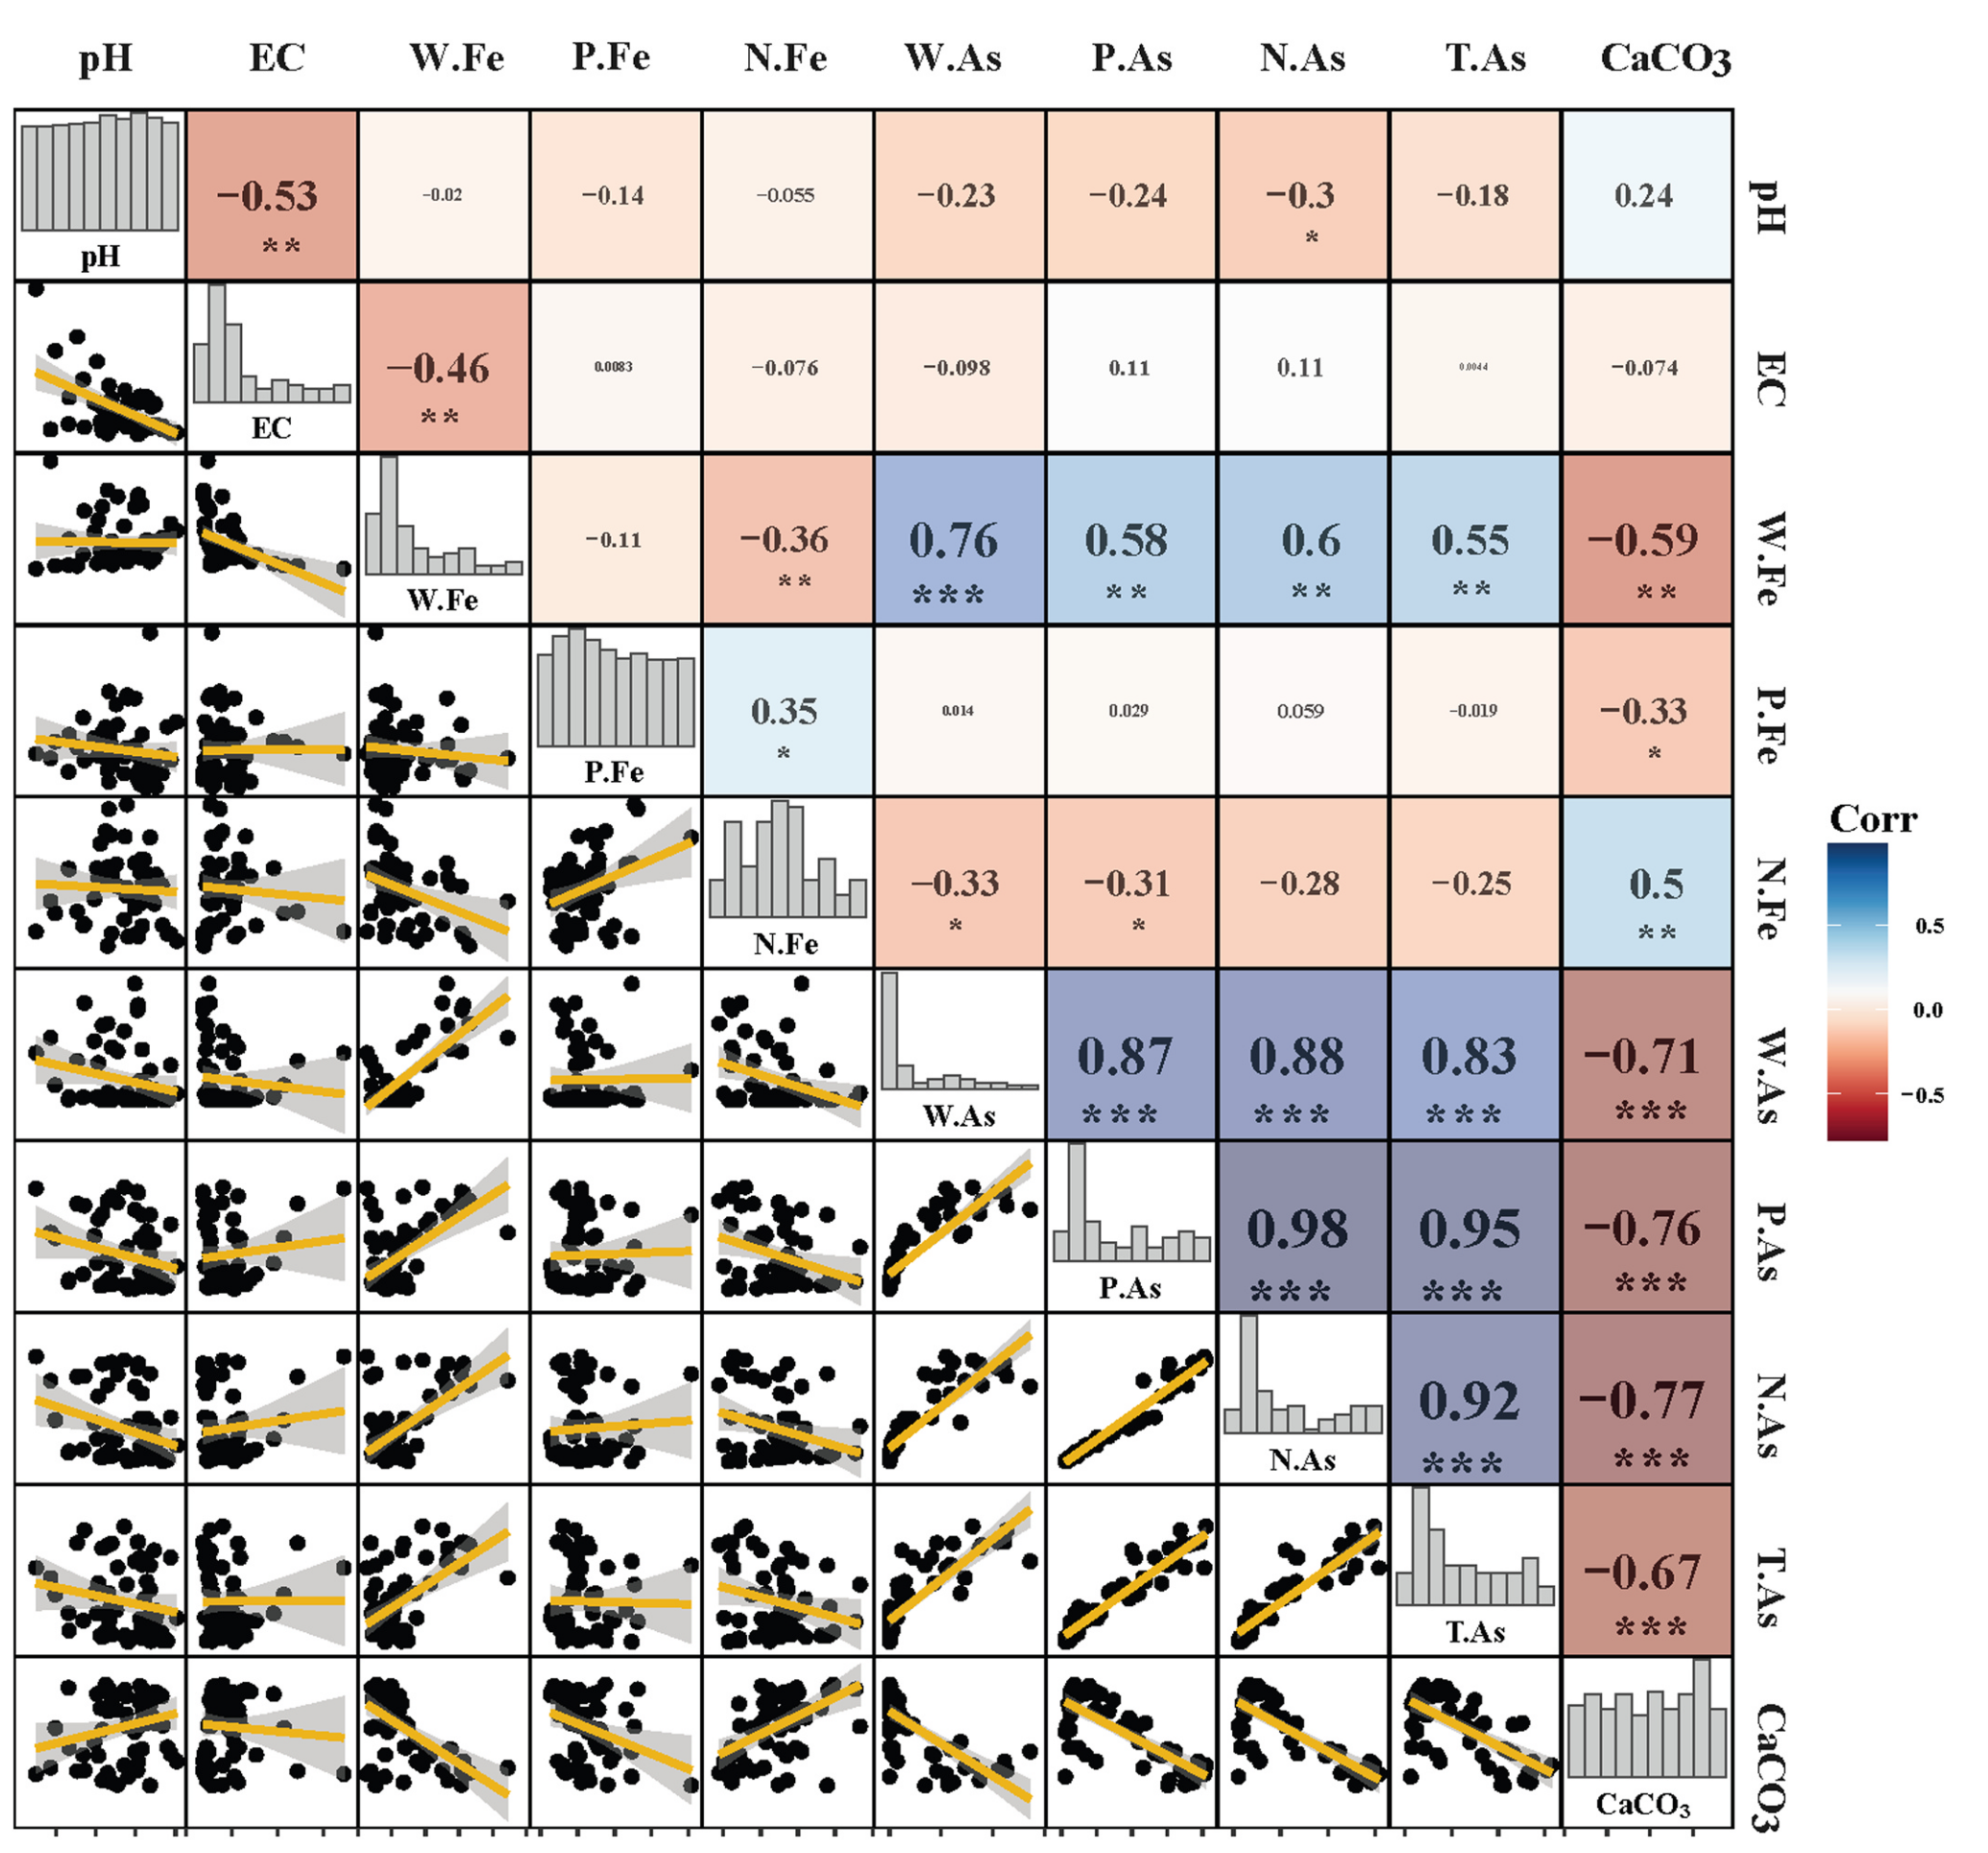 pH EC W.Fe P.Fe N.Fe W.As P.As N.As T.As CaCO3
−0.53 −0.02 −0.14 −0.055 −0.23 −0.24 −0.3 −0.18 0.24 pH
** *
pH
−0.46 0.0083 −0.076 −0.098 0.11 0.11 0.0044 −0.074 EC
**
EC
−0.11 −0.36 0.76 0.58 0.6 0.55 −0.59 W.Fe
** *** ** ** ** **
W.Fe
0.35 0.014 0.029 0.059 −0.019 −0.33 P.Fe
* *
P.Fe
−0.33 −0.31 −0.28 −0.25 0.5 N.Fe
* * **
N.Fe
0.87 0.88 0.83 −0.71 W.As
*** *** *** ***
W.As
0.98 0.95 −0.76 P.As
*** *** ***
P.As
0.92 −0.77 N.As
*** ***
N.As
−0.67 T.As
***
T.As
CaCO3
CaCO₃
Corr
0.5
0.0
−0.5